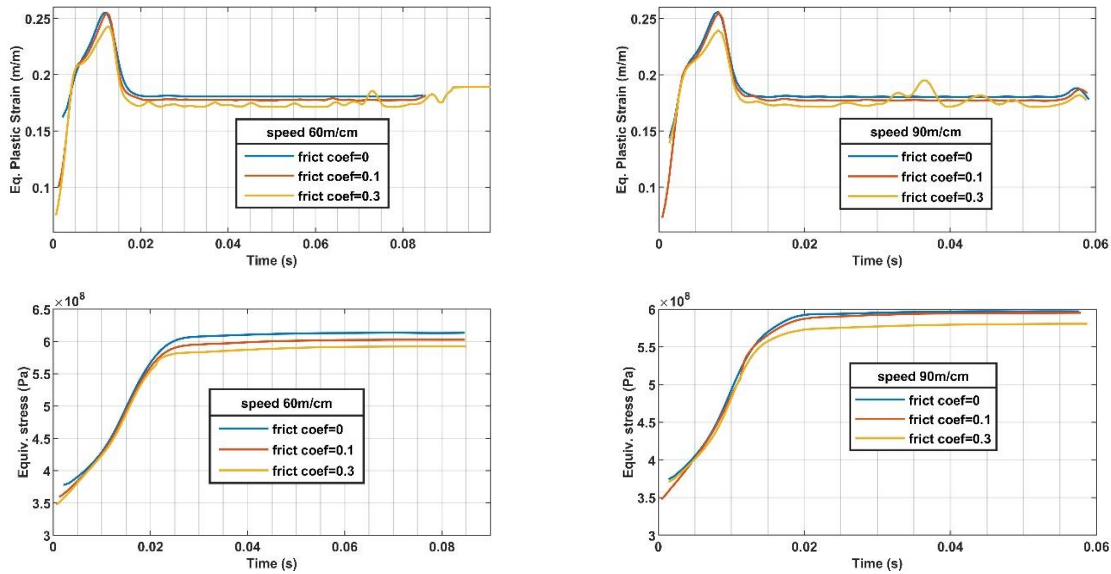 0.25
0.2
0.15
0.1
Eq. Plastic Strain (m/m)
speed 60m/cm
frict coef=0
frict coef=0.1
frict coef=0.3
0 0.02 0.04 0.06 0.08
Time (s)
0.25
0.2
0.15
0.1
Eq. Plastic Strain (m/m)
speed 90m/cm
frict coef=0
frict coef=0.1
frict coef=0.3
0 0.02 0.04 0.06
Time (s)
×10⁸
6.5
6
5.5
5
4.5
4
3.5
3
Equiv. stress (Pa)
speed 60m/cm
frict coef=0
frict coef=0.1
frict coef=0.3
0 0.02 0.04 0.06 0.08
Time (s)
×10⁸
6
5.5
5
4.5
4
3.5
3
Equiv. stress (Pa)
speed 90m/cm
frict coef=0
frict coef=0.1
frict coef=0.3
0 0.02 0.04 0.06
Time (s)